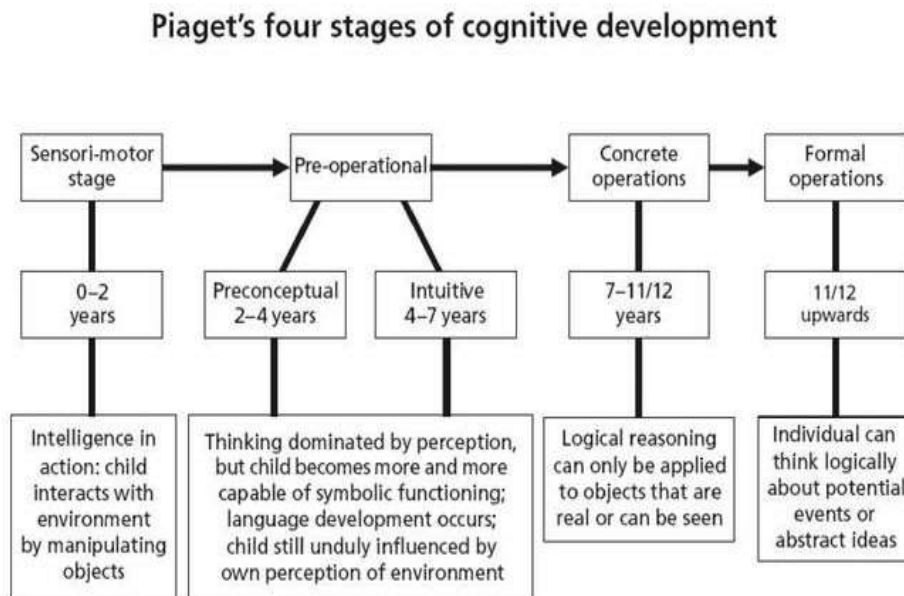 Piaget's four stages of cognitive development
Sensori-motor
stage
Pre-operational
Concrete
operations
Formal
operations
0–2
years
Preconceptual
2–4 years
Intuitive
4–7 years
7–11/12
years
11/12
upwards
Intelligence in
action: child
interacts with
environment
by manipulating
objects
Thinking dominated by perception,
but child becomes more and more
capable of symbolic functioning;
language development occurs;
child still unduly influenced by
own perception of environment
Logical reasoning
can only be applied
to objects that are
real or can be seen
Individual can
think logically
about potential
events or
abstract ideas